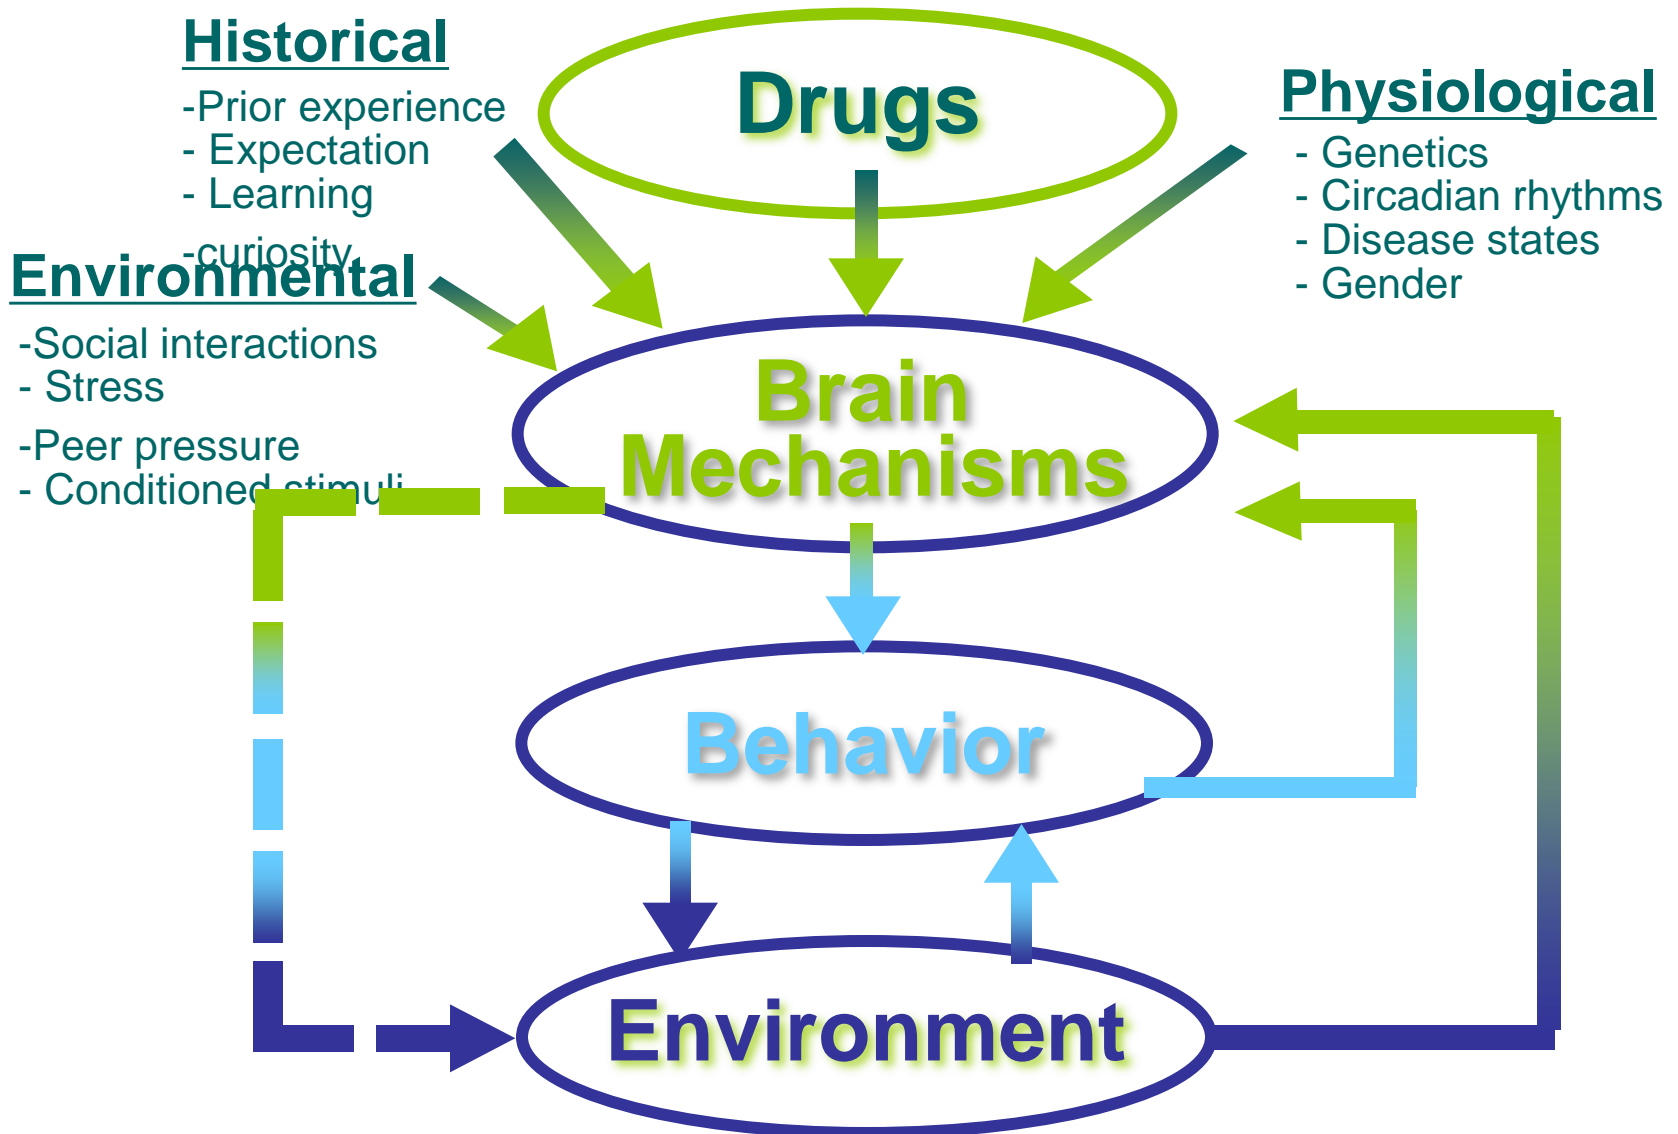 Historical
-Prior experience
- Expectation
- Learning
-curiosity
Environmental
-Social interactions
- Stress
-Peer pressure
- Conditioned stimuli
Drugs
Physiological
- Genetics
- Circadian rhythms
- Disease states
- Gender
Brain
Mechanisms
Behavior
Environment